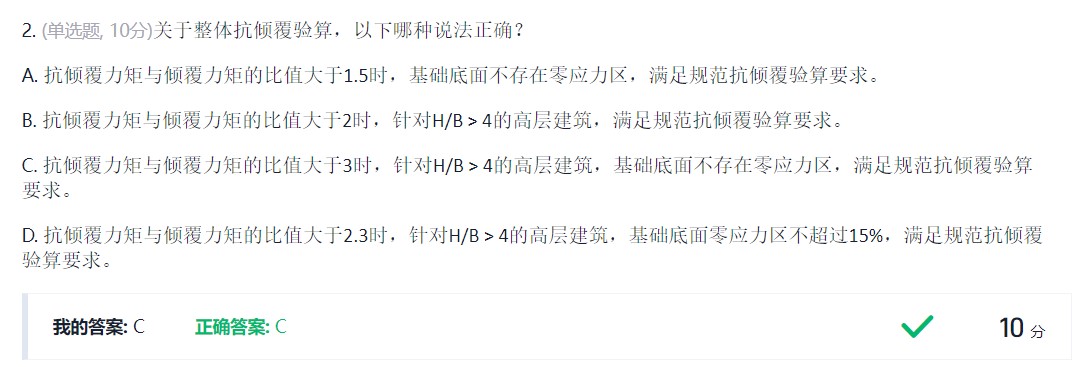 2. (单选题, 10分)关于整体抗倾覆验算，以下哪种说法正确？
A. 抗倾覆力矩与倾覆力矩的比值大于1.5时，基础底面不存在零应力区，满足规范抗倾覆验算要求。
B. 抗倾覆力矩与倾覆力矩的比值大于2时，针对H/B > 4的高层建筑，满足规范抗倾覆验算要求。
C. 抗倾覆力矩与倾覆力矩的比值大于3时，针对H/B > 4的高层建筑，基础底面不存在零应力区，满足规范抗倾覆验算
要求。
D. 抗倾覆力矩与倾覆力矩的比值大于2.3时，针对H/B > 4的高层建筑，基础底面零应力区不超过15%，满足规范抗倾覆
验算要求。
我的答案: C 正确答案: C 10 分